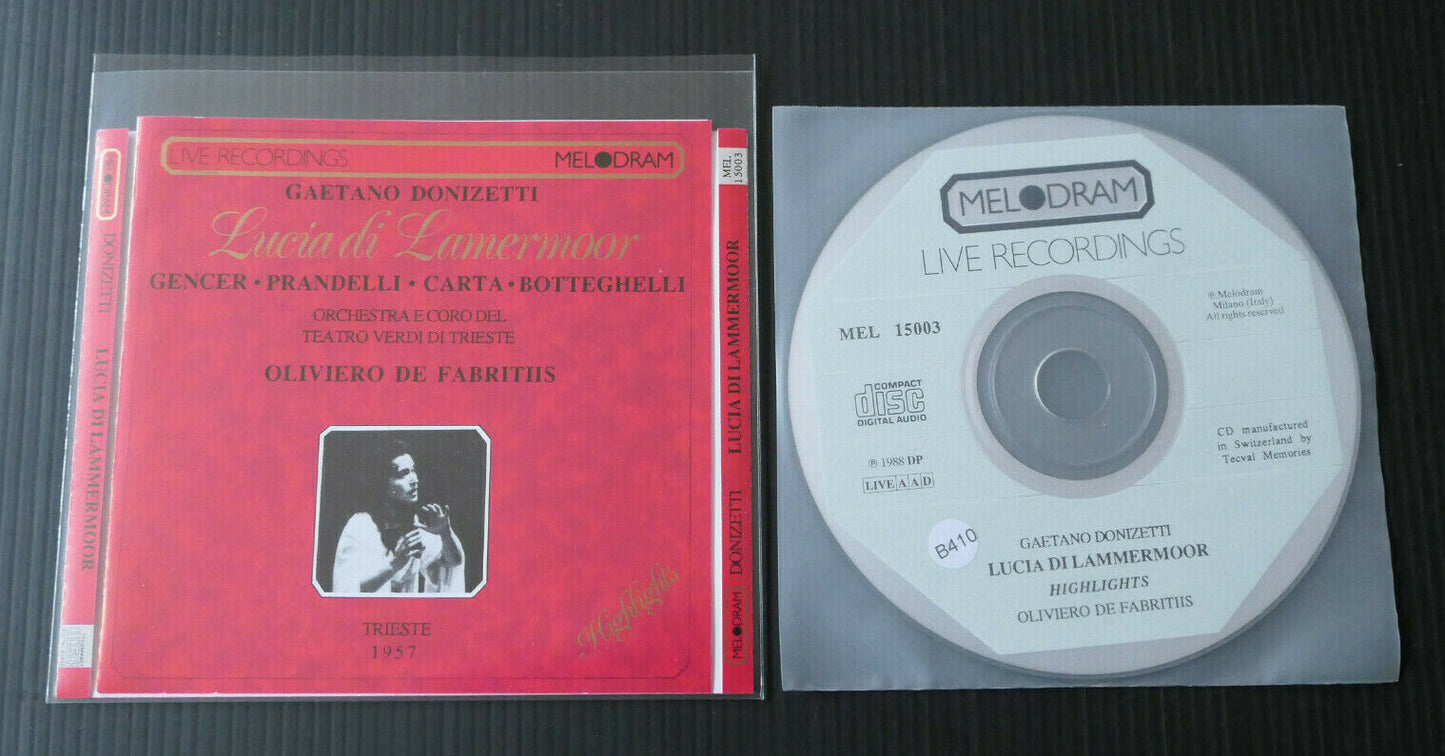 LIVE RECORDINGS
MELODRAM
GAETANO DONIZETTI
Lucia di Lamermoor
GENCER • PRANDELLI • CARTA • BOTTEGHELLI
ORCHESTRA E CORO DEL
TEATRO VERDI DI TRIESTE
OLIVIERO DE FABRITIIS
TRIESTE
1957
Highlights
DONIZETTI LUCIA DI LAMMERMOOR
MEL
15003
MELODRAM DONIZETTI LUCIA DI LAMMERMOOR
MELODRAM
LIVE RECORDINGS
MEL 15003
℗ Melodram
Milano (Italy)
All rights reserved
COMPACT
disc
DIGITAL AUDIO
℗ 1988 DP
LIVE A A D
CD manufactured
in Switzerland by
Tecval Memories
B410
GAETANO DONIZETTI
LUCIA DI LAMMERMOOR
HIGHLIGHTS
OLIVIERO DE FABRITIIS